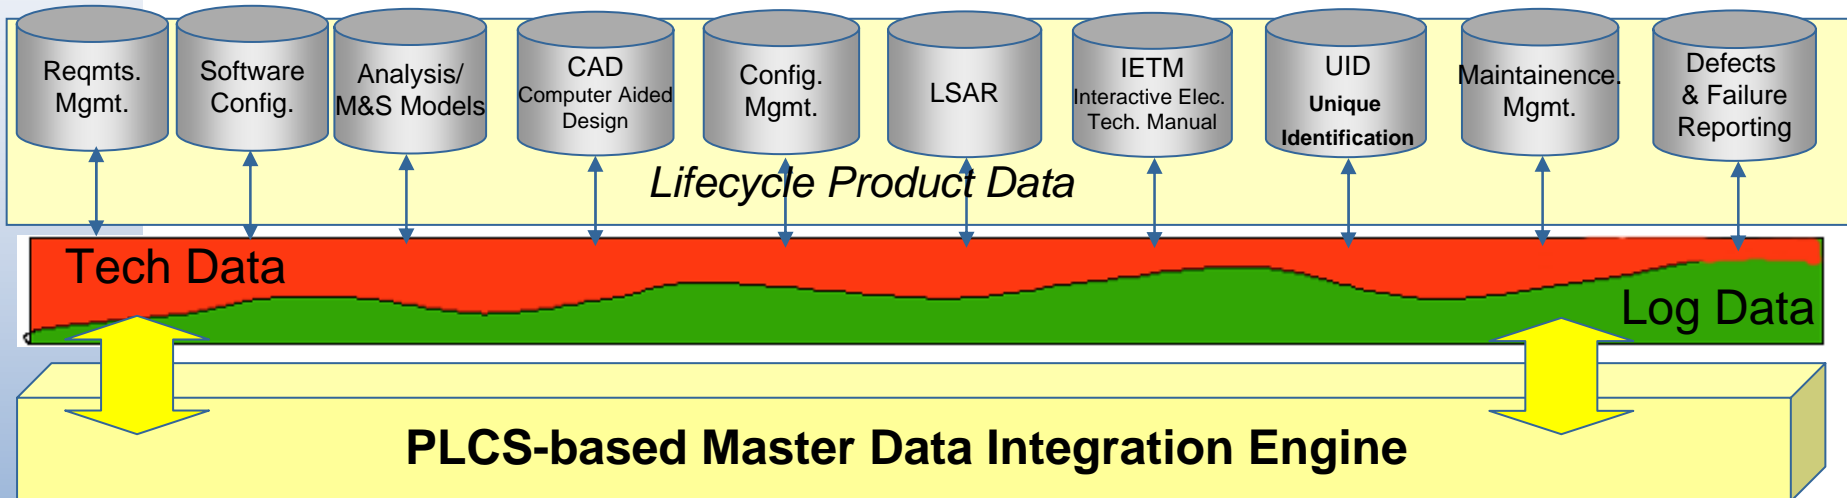 Reqmts.
Mgmt.
Software
Config.
Analysis/
M&S Models
CAD
Computer Aided
Design
Config.
Mgmt.
LSAR
IETM
Interactive Elec.
Tech. Manual
UID
Unique
Identification
Maintainence.
Mgmt.
Defects
& Failure
Reporting
Lifecycle Product Data
Tech Data
Log Data
PLCS-based Master Data Integration Engine